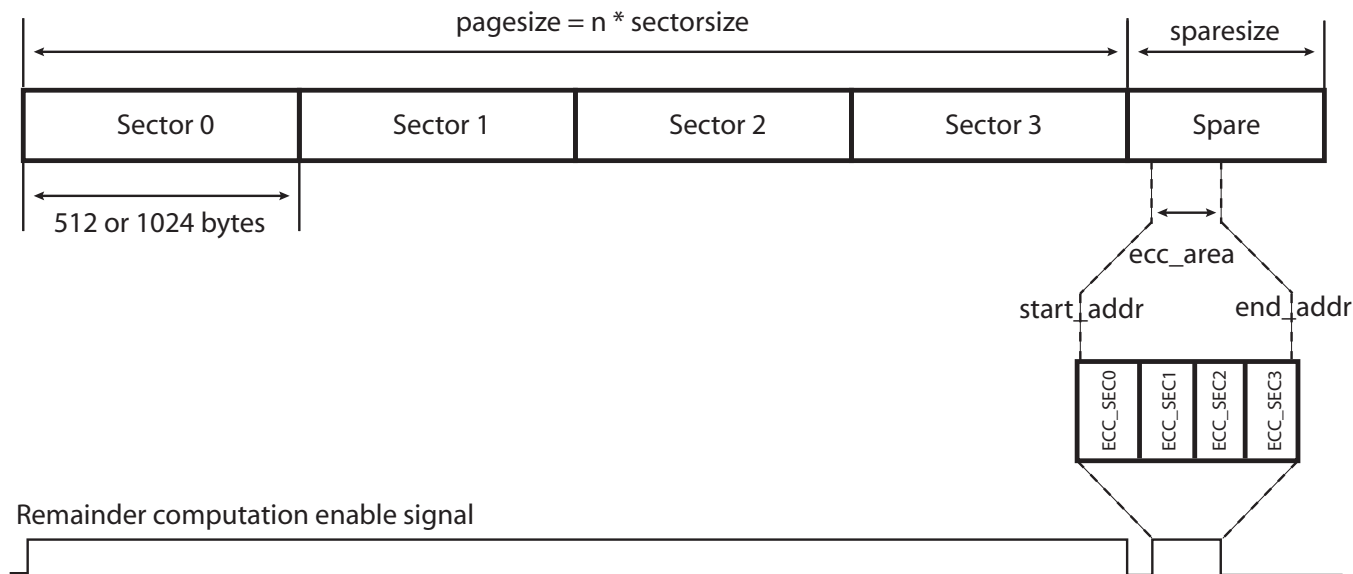 pagesize = n * sectorsize
sparesize
Sector 0
Sector 1
Sector 2
Sector 3
Spare
512 or 1024 bytes
ecc_area
start_addr
end_addr
ECC_SEC0
ECC_SEC1
ECC_SEC2
ECC_SEC3
Remainder computation enable signal